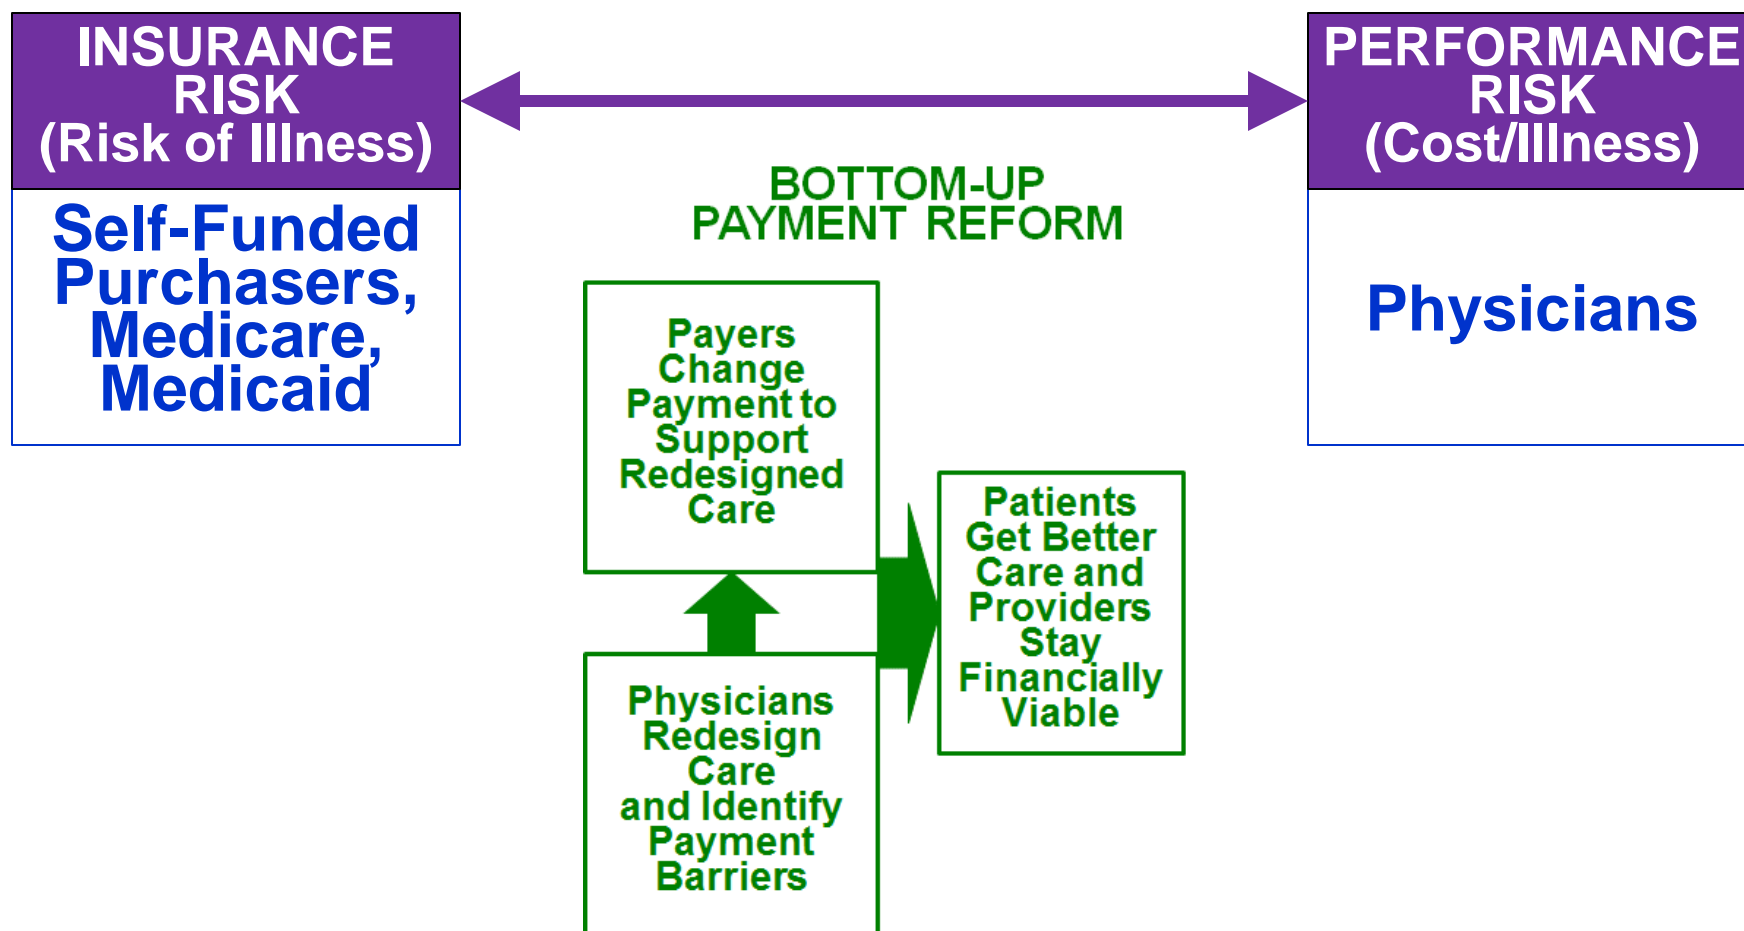 INSURANCE
RISK
(Risk of Illness)
Self-Funded
Purchasers,
Medicare,
Medicaid
BOTTOM-UP
PAYMENT REFORM
Payers
Change
Payment to
Support
Redesigned
Care
Physicians
Redesign
Care
and Identify
Payment
Barriers
Patients
Get Better
Care and
Providers
Stay
Financially
Viable
PERFORMANCE
RISK
(Cost/Illness)
Physicians